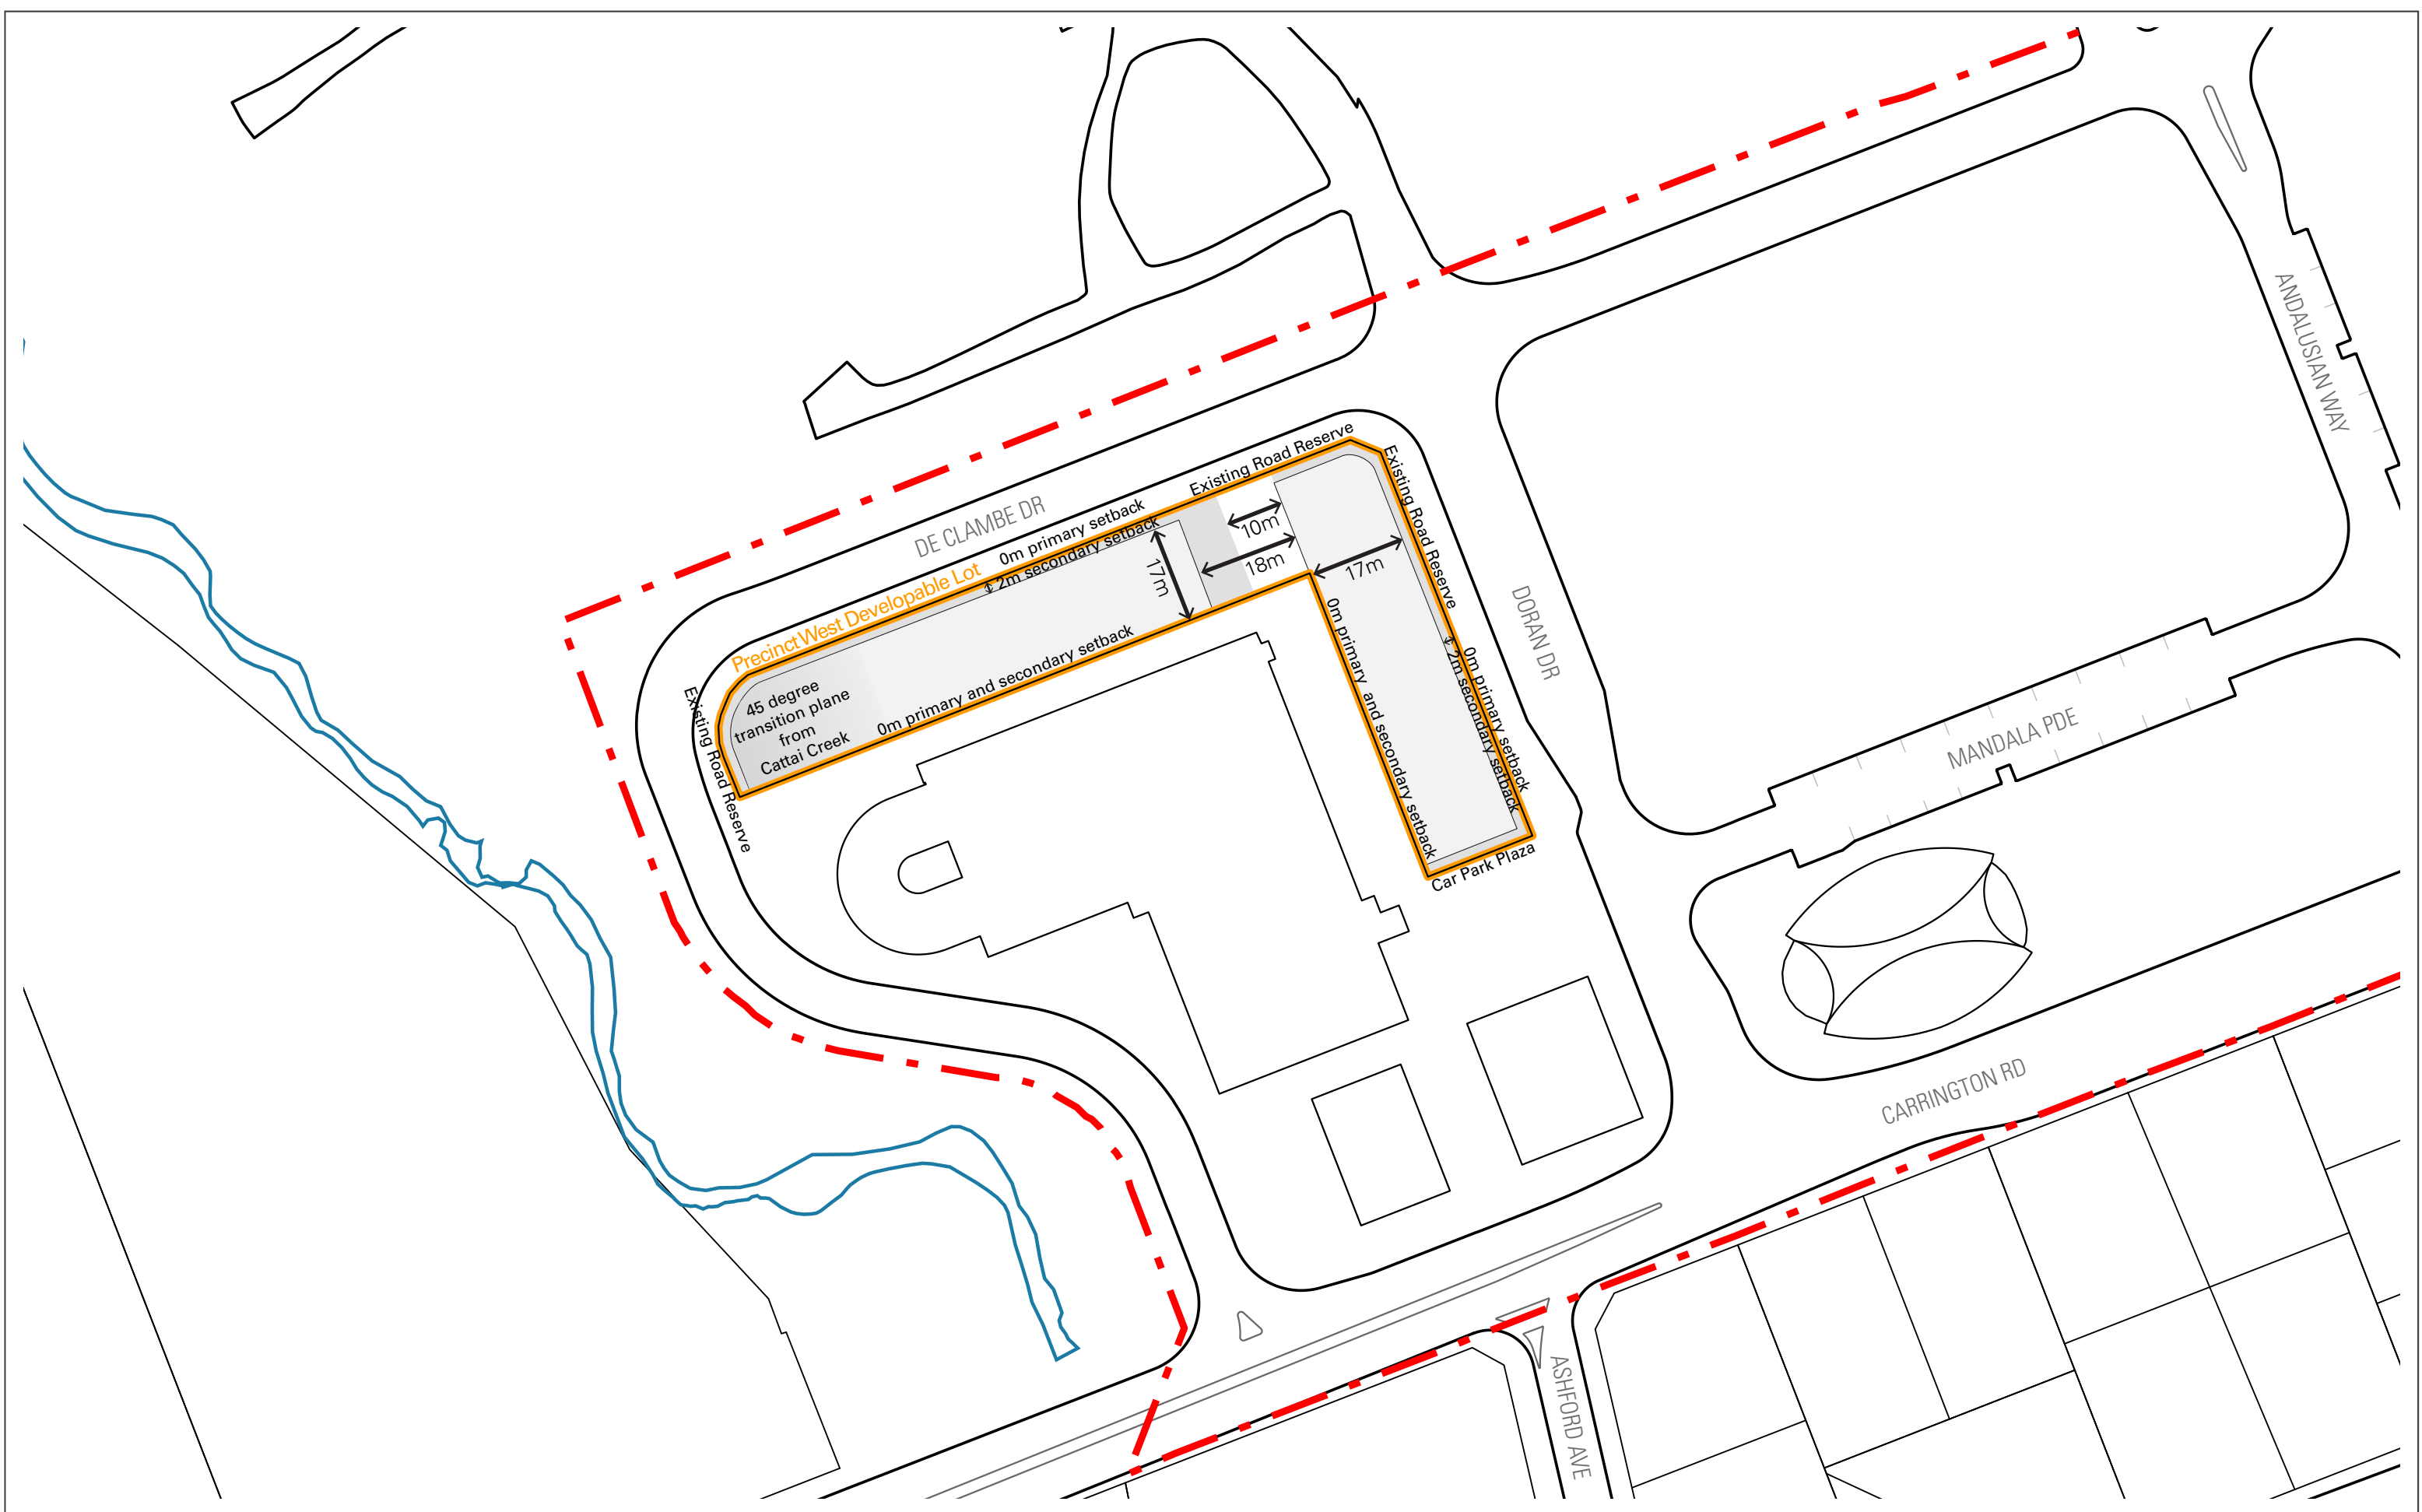 ANDALUSIAN WAY
Existing Road Reserve
Existing Road Reserve
DE CLAMBE DR
0m primary setback
2m secondary setback
10m
18m
17m
17m
Precinct West Developable Lot
DORAN DR
0m primary and secondary setback
0m primary and secondary setback
0m primary setback
2m secondary setback
45 degree
transition plane
from
Cattai Creek
Existing Road Reserve
MANDALA PDE
Car Park Plaza
CARRINGTON RD
ASHFORD AVE